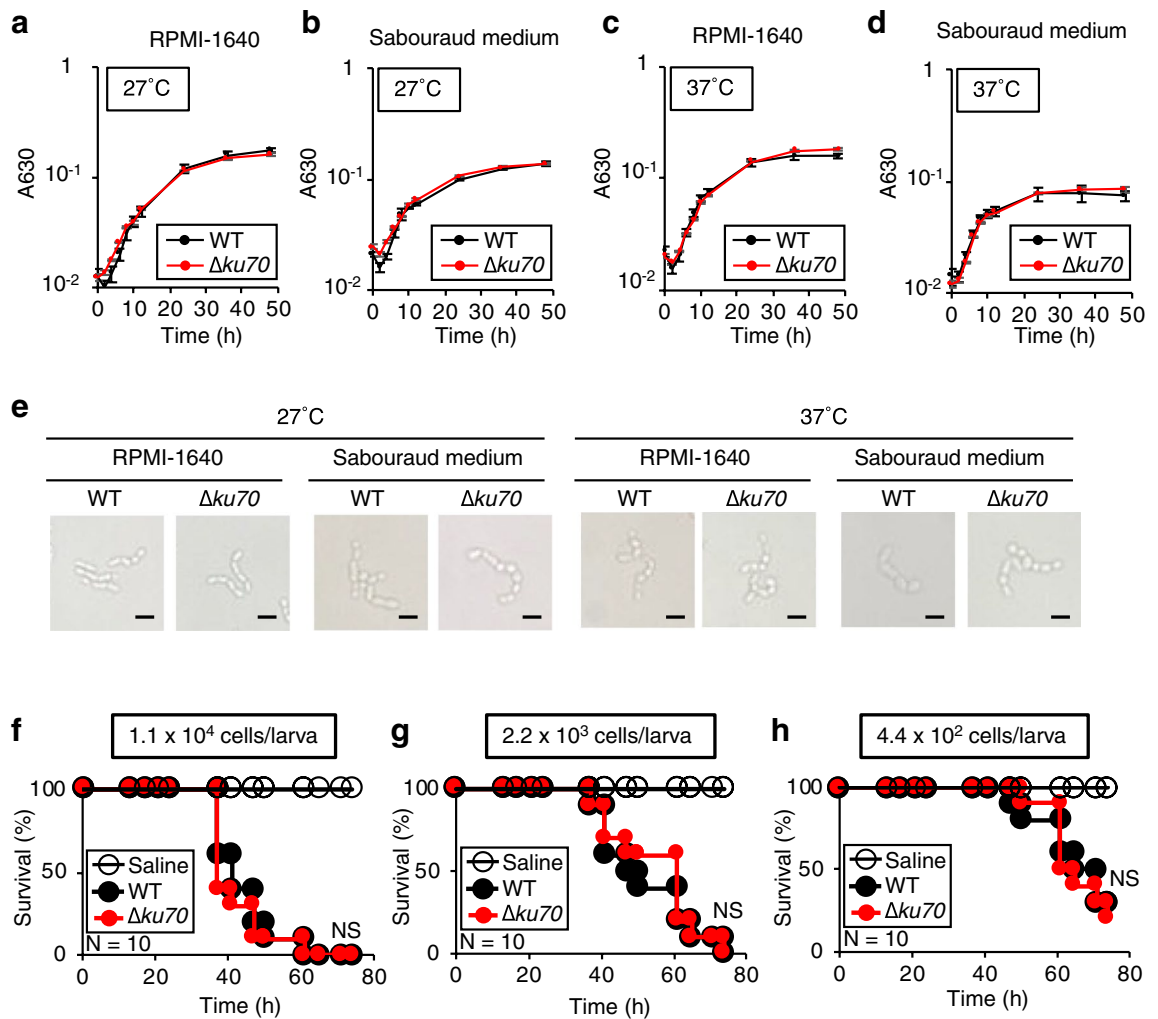 a
RPMI-1640
b
Sabouraud medium
c
RPMI-1640
d
Sabouraud medium
1
27°C
A630
10-1
10-2
WT
Δku70
0 10 20 30 40 50
Time (h)
1
27°C
A630
10-1
10-2
WT
Δku70
0 10 20 30 40 50
Time (h)
1
37°C
A630
10-1
10-2
WT
Δku70
0 10 20 30 40 50
Time (h)
1
37°C
A630
10-1
10-2
WT
Δku70
0 10 20 30 40 50
Time (h)
e
27°C
37°C
RPMI-1640
Sabouraud medium
RPMI-1640
Sabouraud medium
WT Δku70 WT Δku70 WT Δku70 WT Δku70
f
1.1 x 10⁴ cells/larva
100
50
0
Survival (%)
Saline
WT
Δku70
N = 10
NS
0 20 40 60 80
Time (h)
g
2.2 x 10³ cells/larva
100
50
0
Survival (%)
Saline
WT
Δku70
N = 10
NS
0 20 40 60 80
Time (h)
h
4.4 x 10² cells/larva
100
50
0
Survival (%)
Saline
WT
Δku70
N = 10
NS
0 20 40 60 80
Time (h)